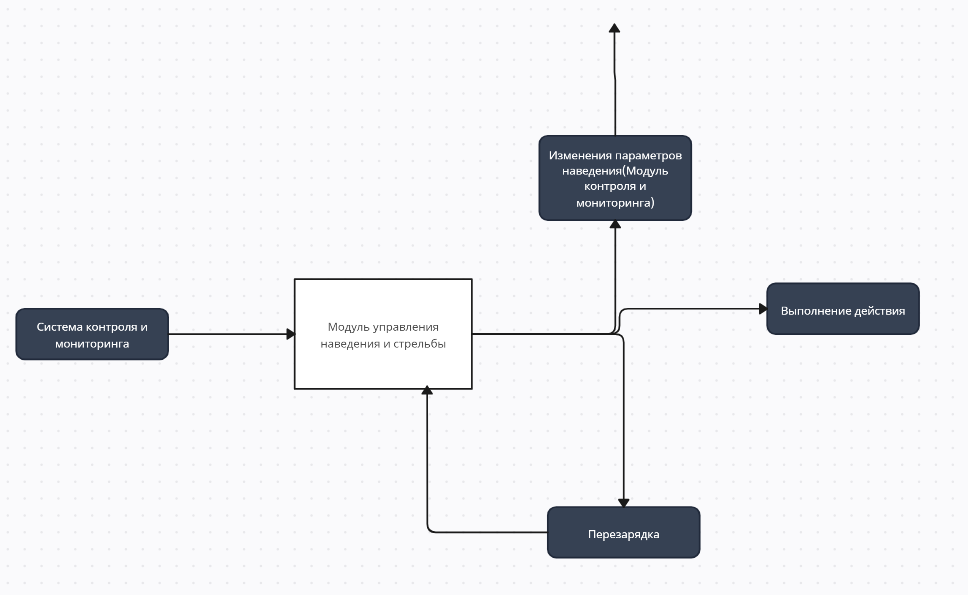 Изменения параметров
наведения(Модуль
контроля и
мониторинга)
Выполнение действия
Система контроля и
мониторинга
Модуль управления
наведения и стрельбы
Перезарядка